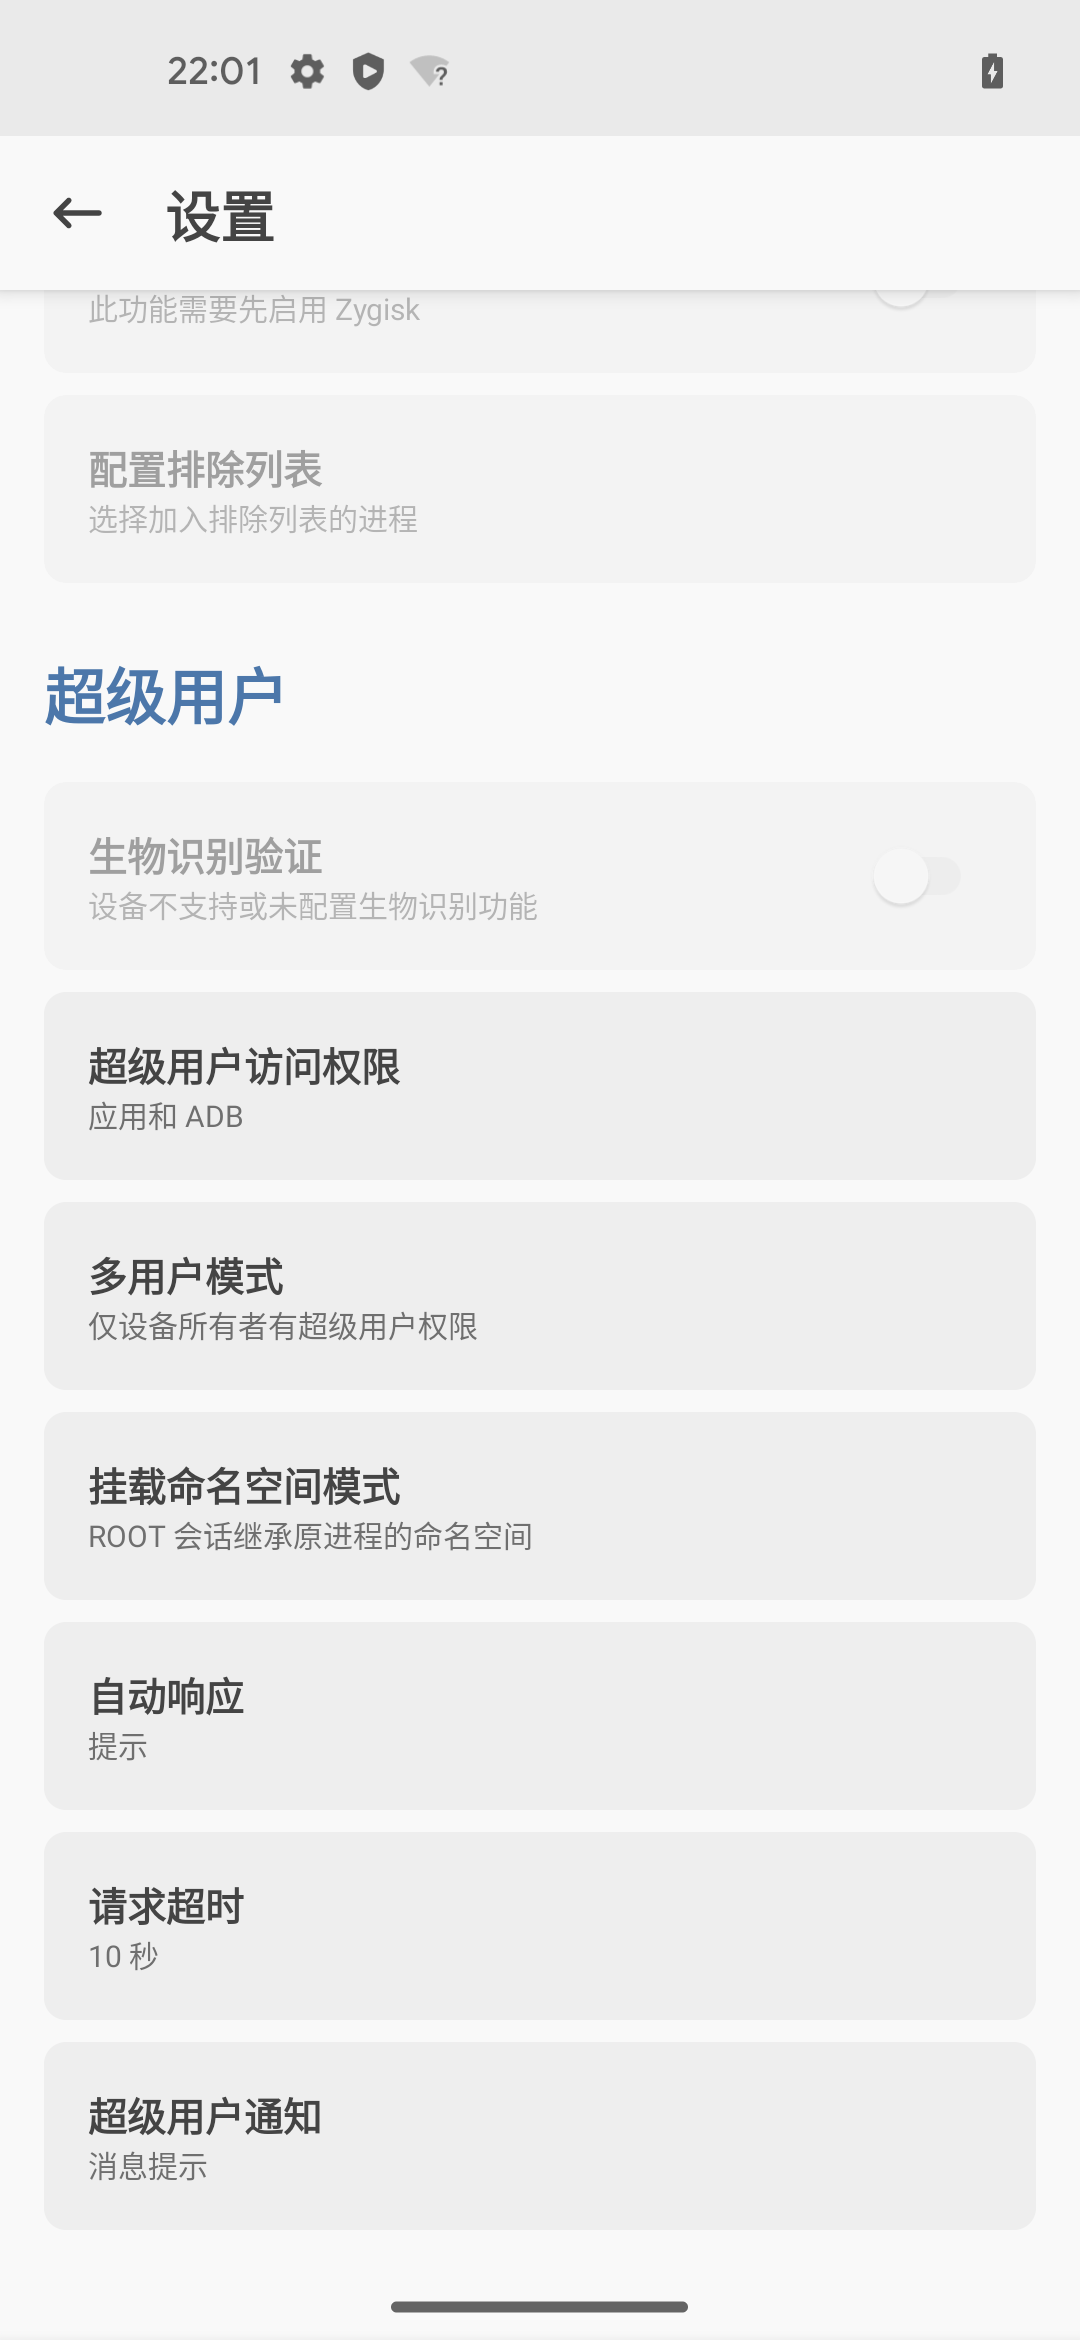 22:01
设置
此功能需要先启用 Zygisk
配置排除列表
选择加入排除列表的进程
超级用户
生物识别验证
设备不支持或未配置生物识别功能
超级用户访问权限
应用和 ADB
多用户模式
仅设备所有者有超级用户权限
挂载命名空间模式
ROOT 会话继承原进程的命名空间
自动响应
提示
请求超时
10 秒
超级用户通知
消息提示